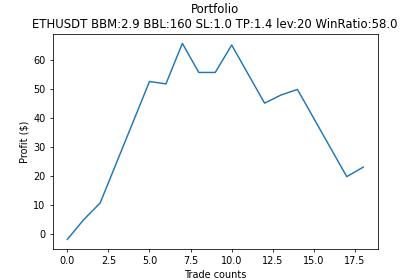 Portfolio
ETHUSDT BBM:2.9 BBL:160 SL:1.0 TP:1.4 lev:20 WinRatio:58.0
60
50
40
30
20
10
0
Profit ($)
0.0 2.5 5.0 7.5 10.0 12.5 15.0 17.5
Trade counts